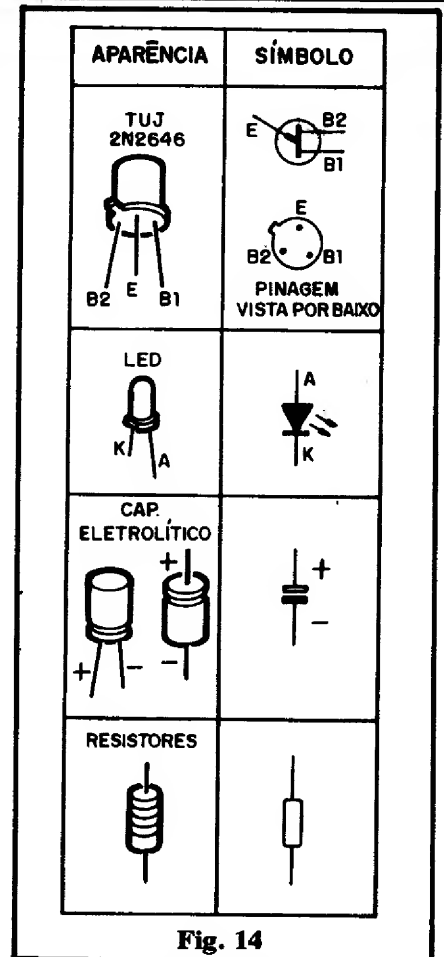 APARÊNCIA
SÍMBOLO
TUJ
2N2646
B2 E B1
E
B2
B1
E
B2 B1
PINAGEM
VISTA POR BAIXO
LED
K A
A
K
CAP.
ELETROLÍTICO
+ -
+
-
+
-
RESISTORES
Fig. 14